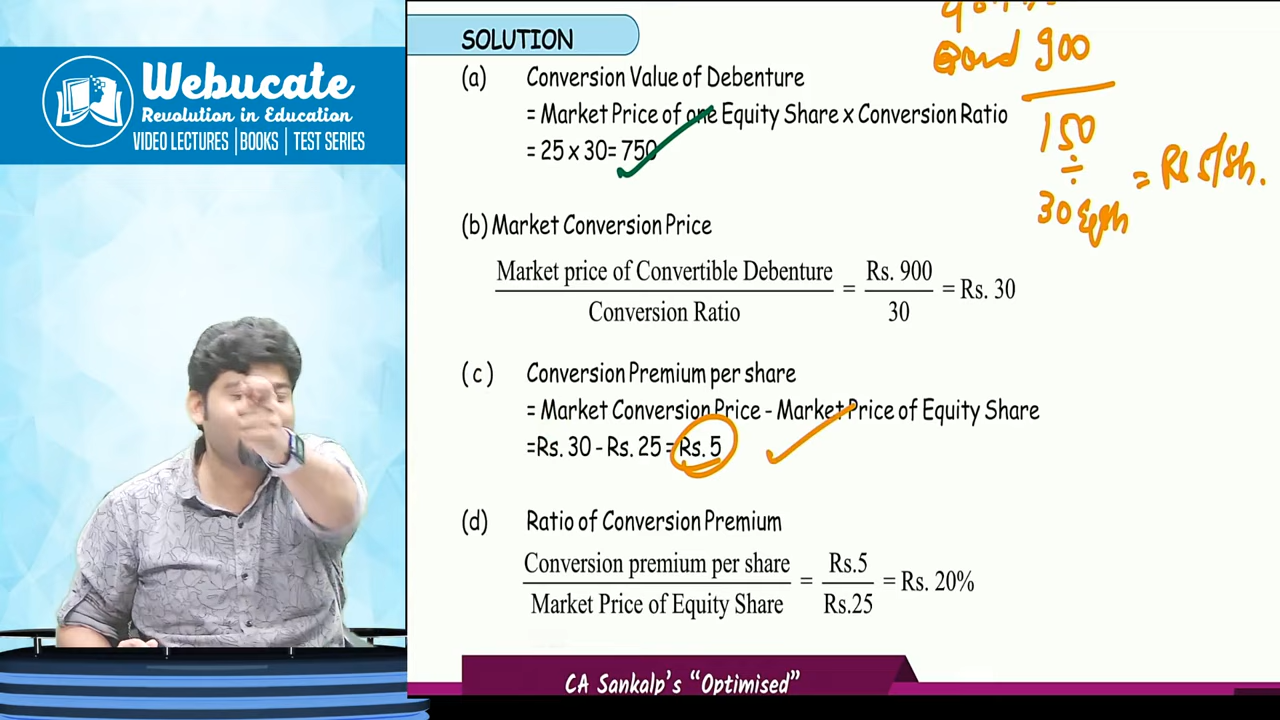 Webucate
Revolution in Education
VIDEO LECTURES | BOOKS | TEST SERIES
SOLUTION
(a) Conversion Value of Debenture
= Market Price of one Equity Share x Conversion Ratio
= 25 x 30= 750
(b) Market Conversion Price
Market price of Convertible Debenture
Conversion Ratio
= Rs. 900
30
= Rs. 30
(c) Conversion Premium per share
= Market Conversion Price - Market Price of Equity Share
=Rs. 30 - Rs. 25 = Rs. 5
(d) Ratio of Conversion Premium
Conversion premium per share
Market Price of Equity Share
= Rs.5
Rs.25
= Rs. 20%
900
150
÷
= Rs 5/sh.
30
CA Sankalp's "Optimised"